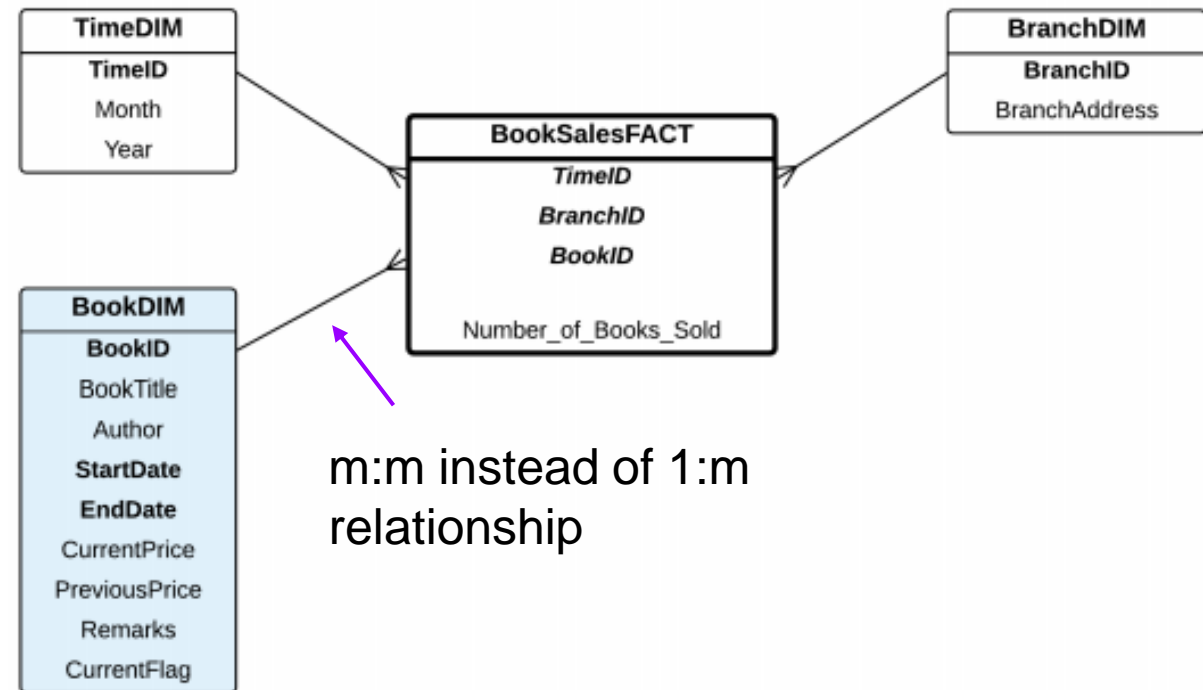 TimeDIM
TimeID
Month
Year
BranchDIM
BranchID
BranchAddress
BookSalesFACT
TimeID
BranchID
BookID
Number_of_Books_Sold
BookDIM
BookID
BookTitle
Author
StartDate
EndDate
CurrentPrice
PreviousPrice
Remarks
CurrentFlag
m:m instead of 1:m
relationship